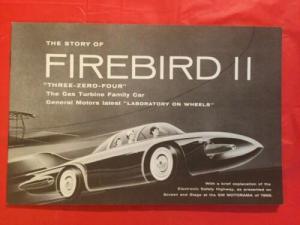 THE STORY OF
FIREBIRD II
"THREE-ZERO-FOUR"
The Gas Turbine Family Car
General Motors latest "LABORATORY ON WHEELS"
With a brief explanation of the
Electronic Safety Highway, as presented on
Screen and Stage at the GM MOTORAMA of 1956.